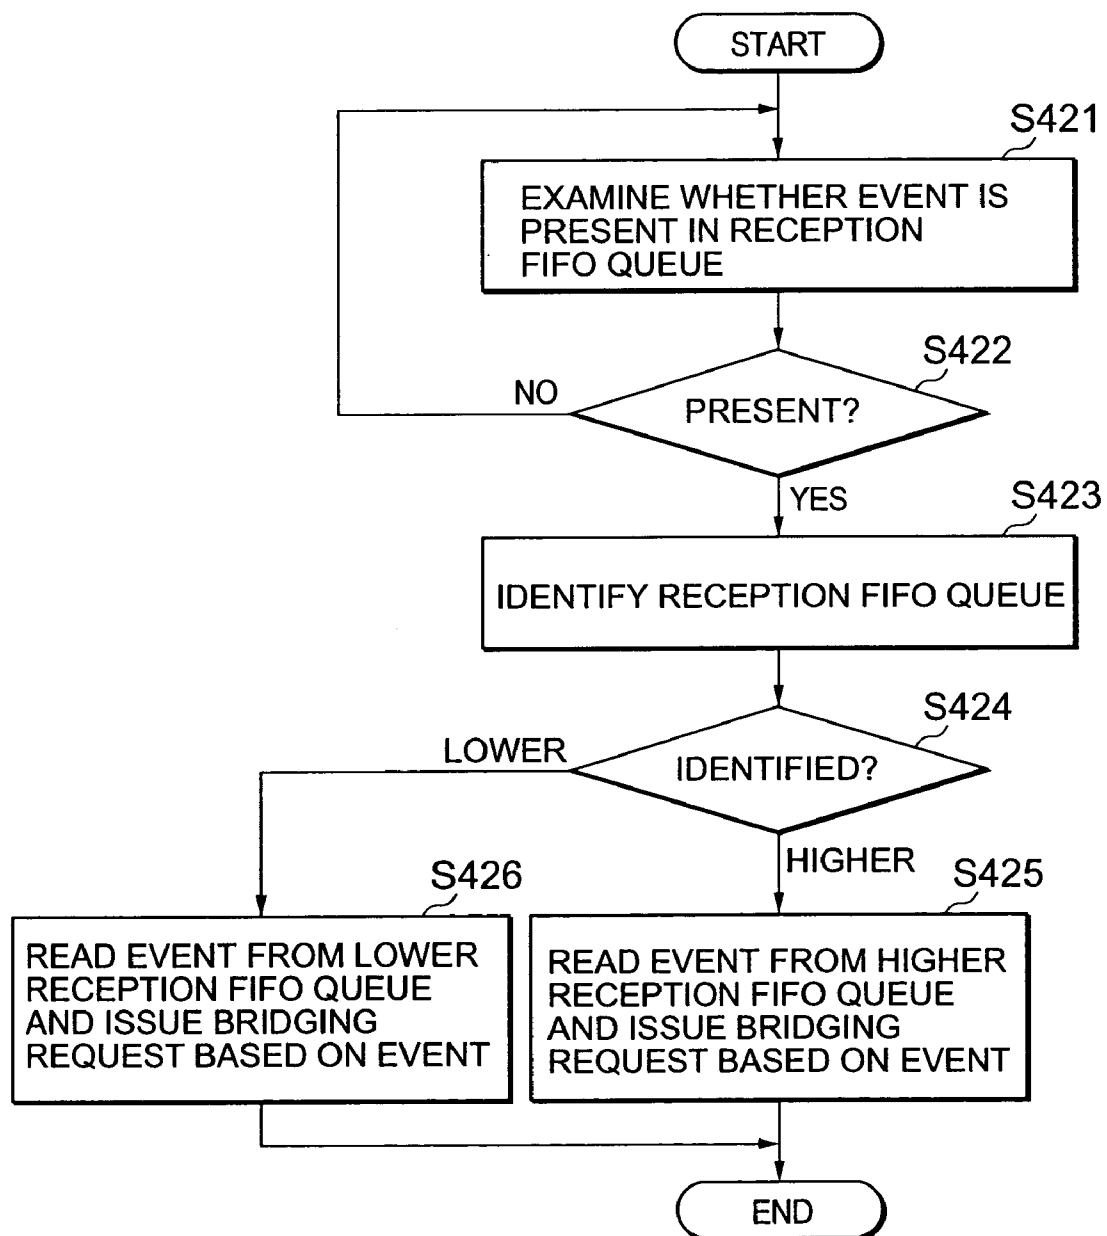 START
S421
EXAMINE WHETHER EVENT IS
PRESENT IN RECEPTION
FIFO QUEUE
S422
NO
PRESENT?
YES
S423
IDENTIFY RECEPTION FIFO QUEUE
S424
LOWER
IDENTIFIED?
HIGHER
S426
READ EVENT FROM LOWER
RECEPTION FIFO QUEUE
AND ISSUE BRIDGING
REQUEST BASED ON EVENT
S425
READ EVENT FROM HIGHER
RECEPTION FIFO QUEUE
AND ISSUE BRIDGING
REQUEST BASED ON EVENT
END